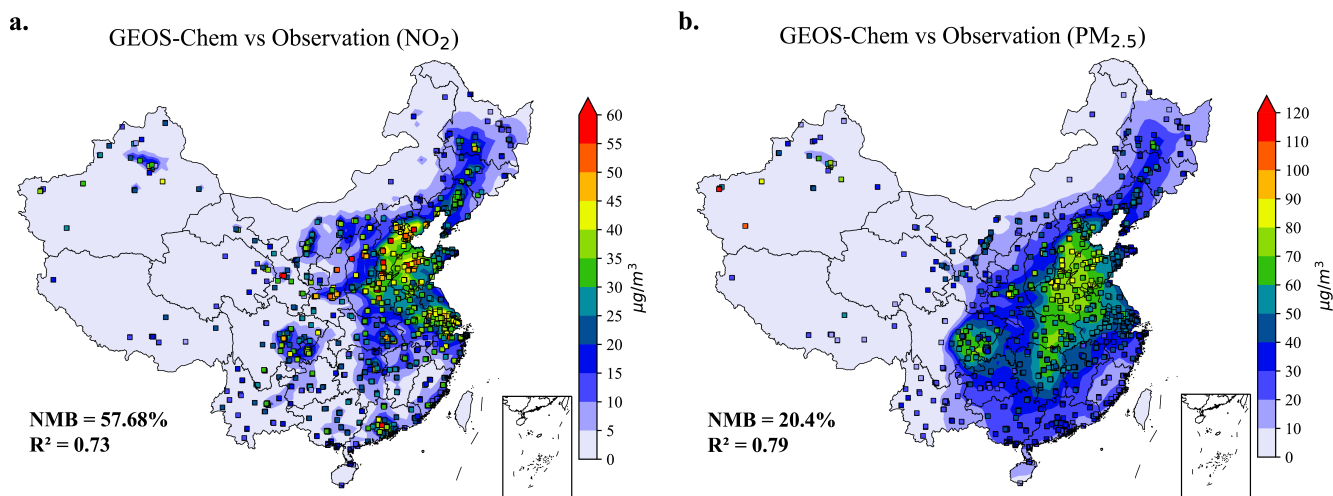 a.
GEOS-Chem vs Observation (NO₂)
60
55
50
45
40
35
30
25
20
15
10
5
0
μg/m³
NMB = 57.68%
R² = 0.73
b.
GEOS-Chem vs Observation (PM₂.₅)
120
110
100
90
80
70
60
50
40
30
20
10
0
μg/m³
NMB = 20.4%
R² = 0.79